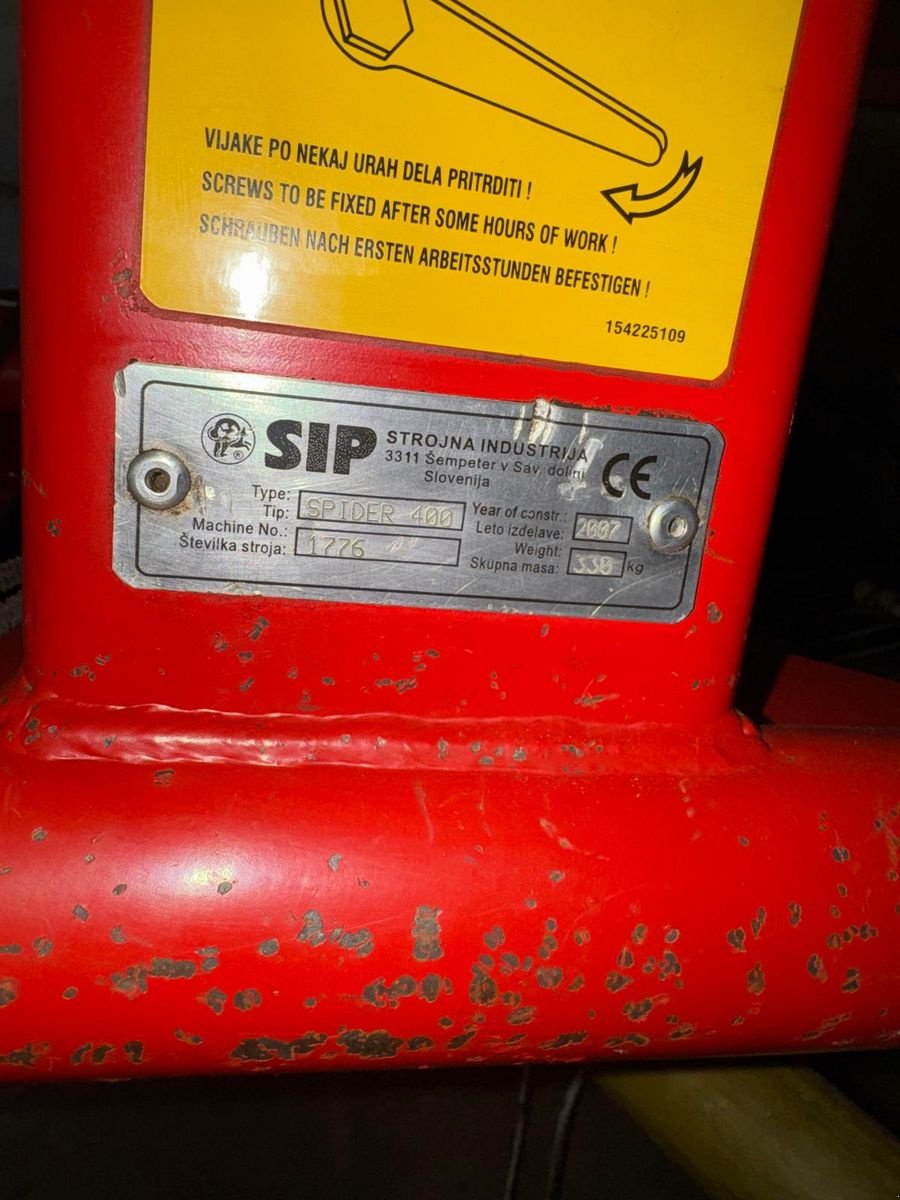 VIJAKE PO NEKAJ URAH DELA PRITRDITI !
SCREWS TO BE FIXED AFTER SOME HOURS OF WORK !
SCHRAUBEN NACH ERSTEN ARBEITSSTUNDEN BEFESTIGEN !
154225109
® SIP STROJNA INDUSTRIJA
3311 Šempeter v Sav. dolini
Slovenija
CE
Type:
Tip: SPIDER 400
Machine No.:
Številka stroja: 1776
Year of constr.:
Leto izdelave: 2007
Weight:
Skupna masa: 330 kg